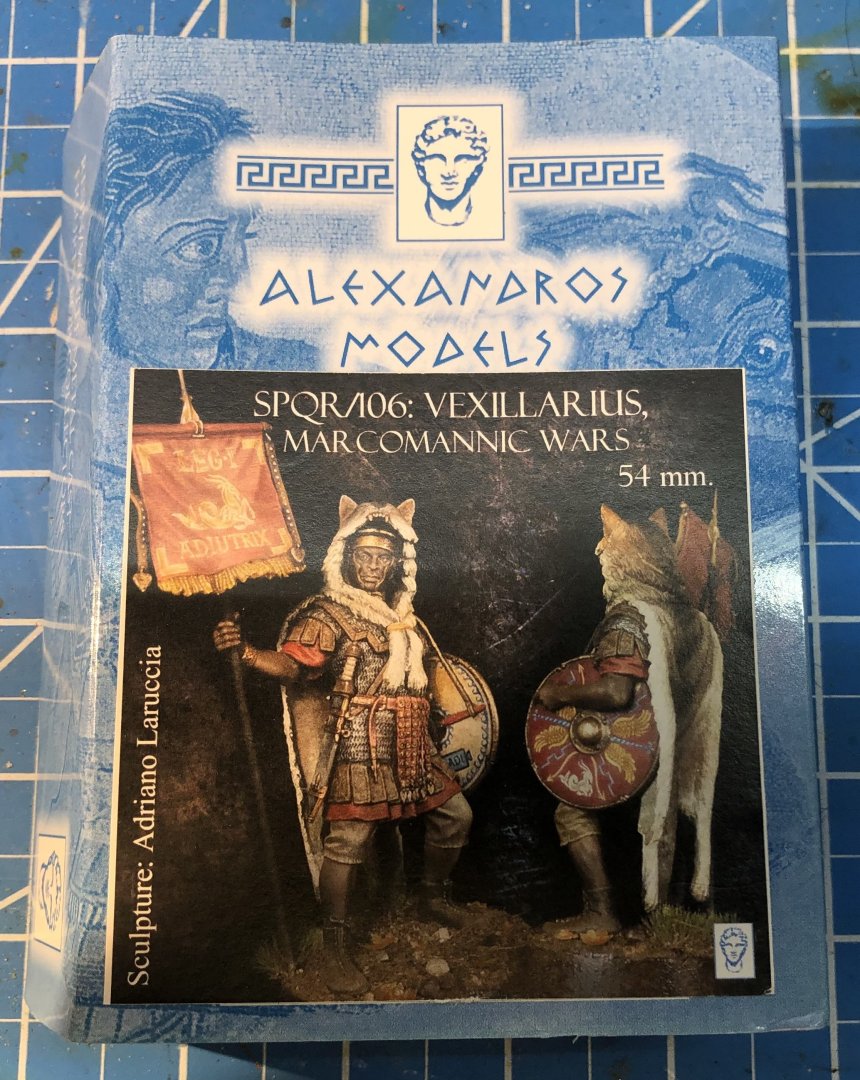 ALEXANDROS
MODELS
SPQR/106: VEXILLARIUS,
MARCOMANNIC WARS
54 mm.
LEG I
ADIUTRIX
Sculpture: Adriano Laruccia